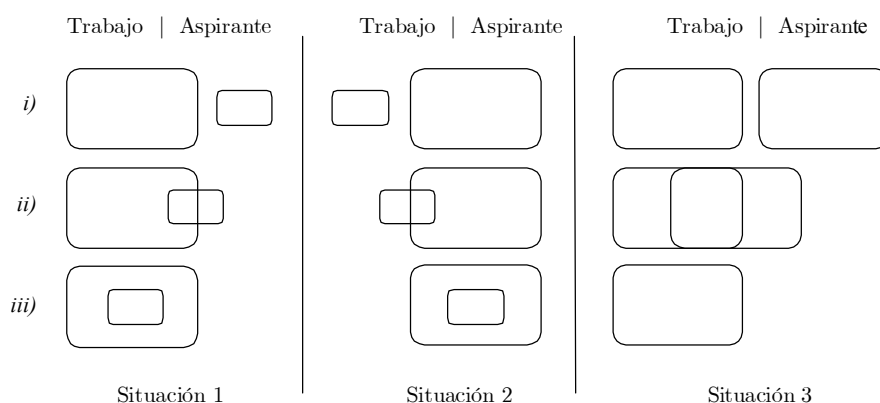 Trabajo | Aspirante Trabajo | Aspirante Trabajo | Aspirante
i)
ii)
iii)
Situación 1 Situación 2 Situación 3